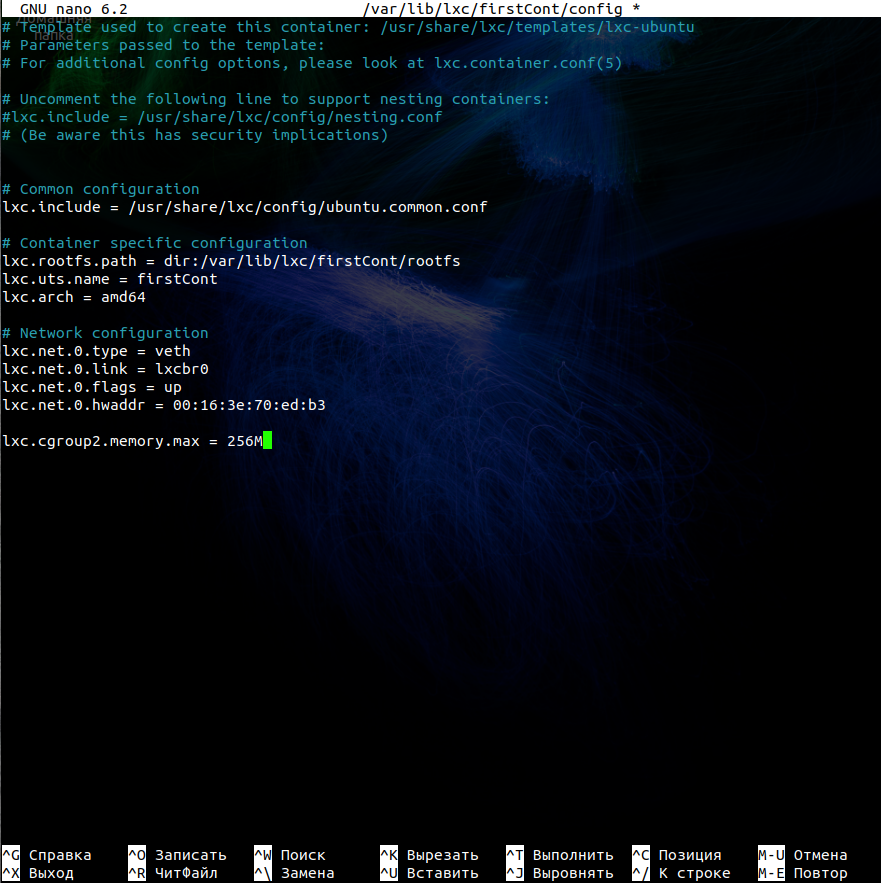 GNU nano 6.2 /var/lib/lxc/firstCont/config *
# Template used to create this container: /usr/share/lxc/templates/lxc-ubuntu
# Parameters passed to the template:
# For additional config options, please look at lxc.container.conf(5)
# Uncomment the following line to support nesting containers:
#lxc.include = /usr/share/lxc/config/nesting.conf
# (Be aware this has security implications)
# Common configuration
lxc.include = /usr/share/lxc/config/ubuntu.common.conf
# Container specific configuration
lxc.rootfs.path = dir:/var/lib/lxc/firstCont/rootfs
lxc.uts.name = firstCont
lxc.arch = amd64
# Network configuration
lxc.net.0.type = veth
lxc.net.0.link = lxcbr0
lxc.net.0.flags = up
lxc.net.0.hwaddr = 00:16:3e:70:ed:b3
lxc.cgroup2.memory.max = 256M
^G Справка ^O Записать ^W Поиск ^K Вырезать ^T Выполнить ^C Позиция M-U Отмена
^X Выход ^R ЧитФайл ^\ Замена ^U Вставить ^J Выровнять ^/ К строке M-E Повтор